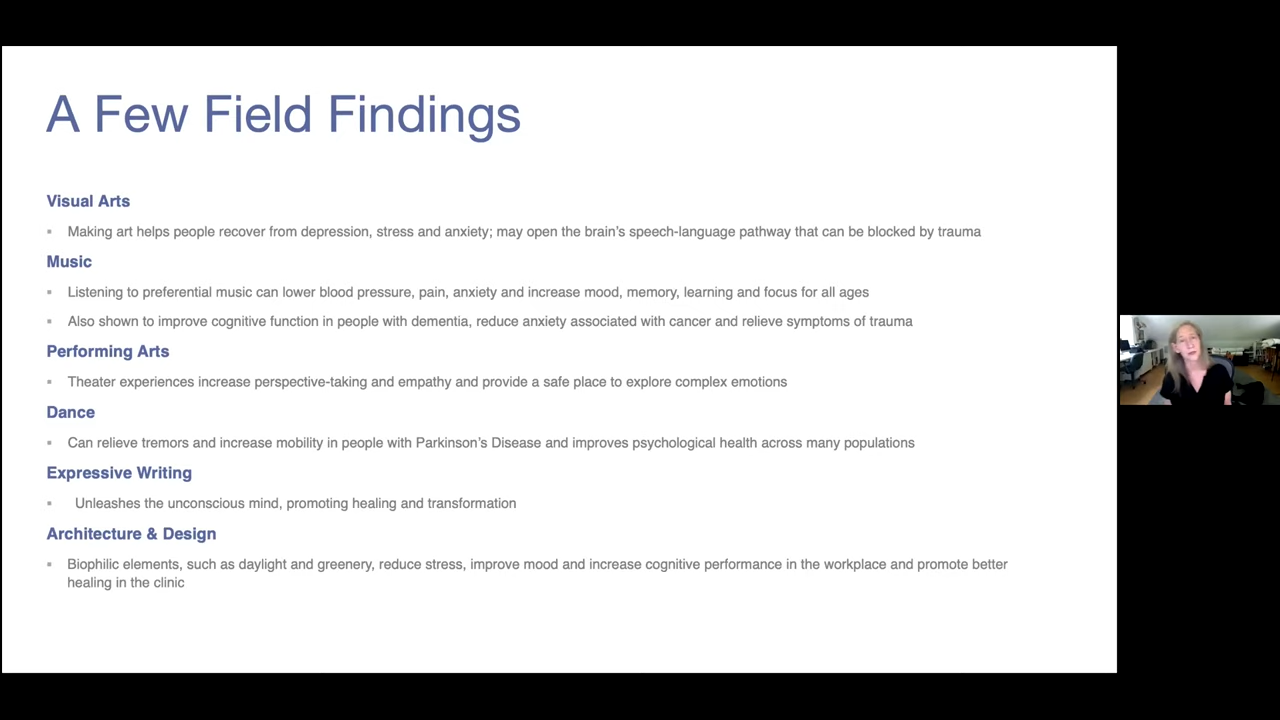 A Few Field Findings
Visual Arts
▪ Making art helps people recover from depression, stress and anxiety; may open the brain’s speech-language pathway that can be blocked by trauma
Music
▪ Listening to preferential music can lower blood pressure, pain, anxiety and increase mood, memory, learning and focus for all ages
▪ Also shown to improve cognitive function in people with dementia, reduce anxiety associated with cancer and relieve symptoms of trauma
Performing Arts
▪ Theater experiences increase perspective-taking and empathy and provide a safe place to explore complex emotions
Dance
▪ Can relieve tremors and increase mobility in people with Parkinson’s Disease and improves psychological health across many populations
Expressive Writing
▪ Unleashes the unconscious mind, promoting healing and transformation
Architecture & Design
▪ Biophilic elements, such as daylight and greenery, reduce stress, improve mood and increase cognitive performance in the workplace and promote better
healing in the clinic